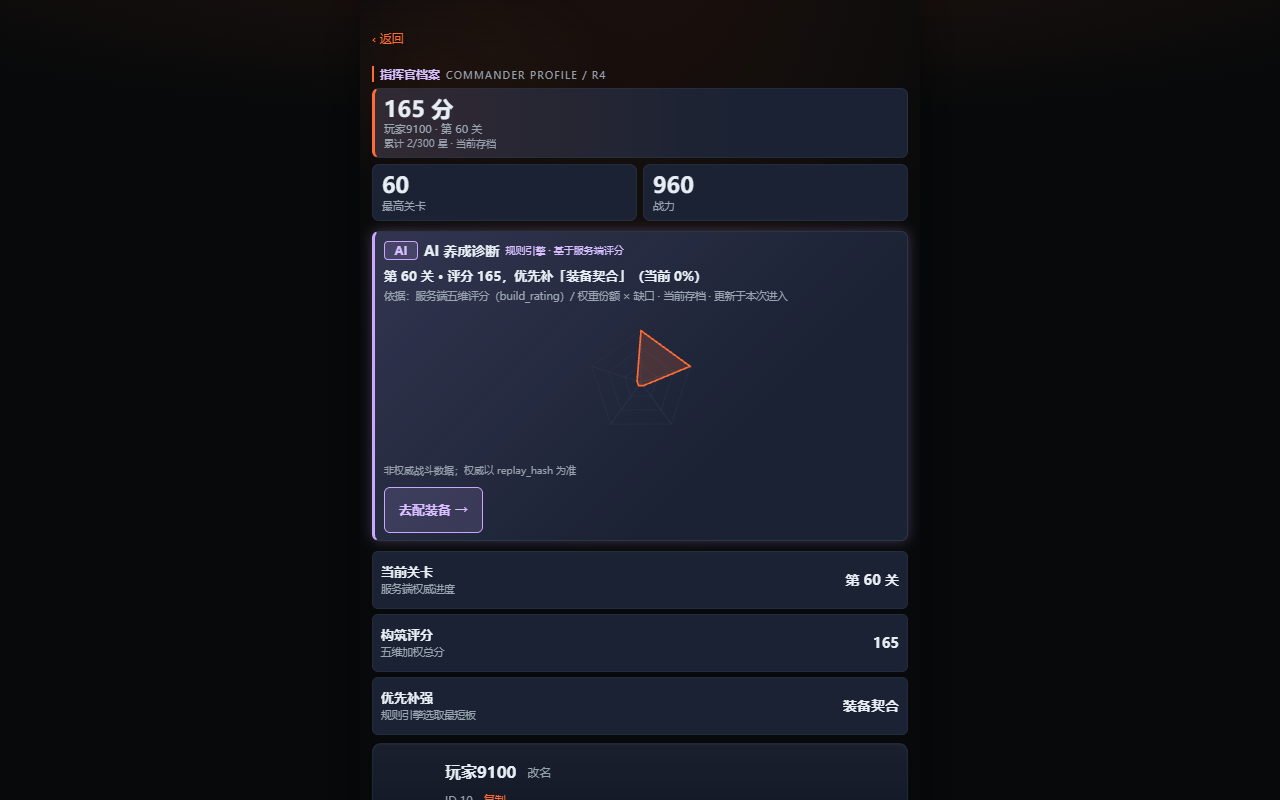 ‹ 返回
指挥官档案 COMMANDER PROFILE / R4
165 分
玩家9100 · 第 60 关
累计 2/300 星 · 当前存档
60
最高关卡
960
战力
AI AI 养成诊断 规则引擎 · 基于服务端评分
第 60 关 • 评分 165，优先补「装备契合」（当前 0%）
依据：服务端五维评分（build_rating）/ 权重份额 × 缺口 · 当前存档 · 更新于本次进入
非权威战斗数据；权威以 replay_hash 为准
去配装备 →
当前关卡
服务端权威进度
第 60 关
构筑评分
五维加权总分
165
优先补强
规则引擎选取最短板
装备契合
玩家9100 改名
ID 10 复制